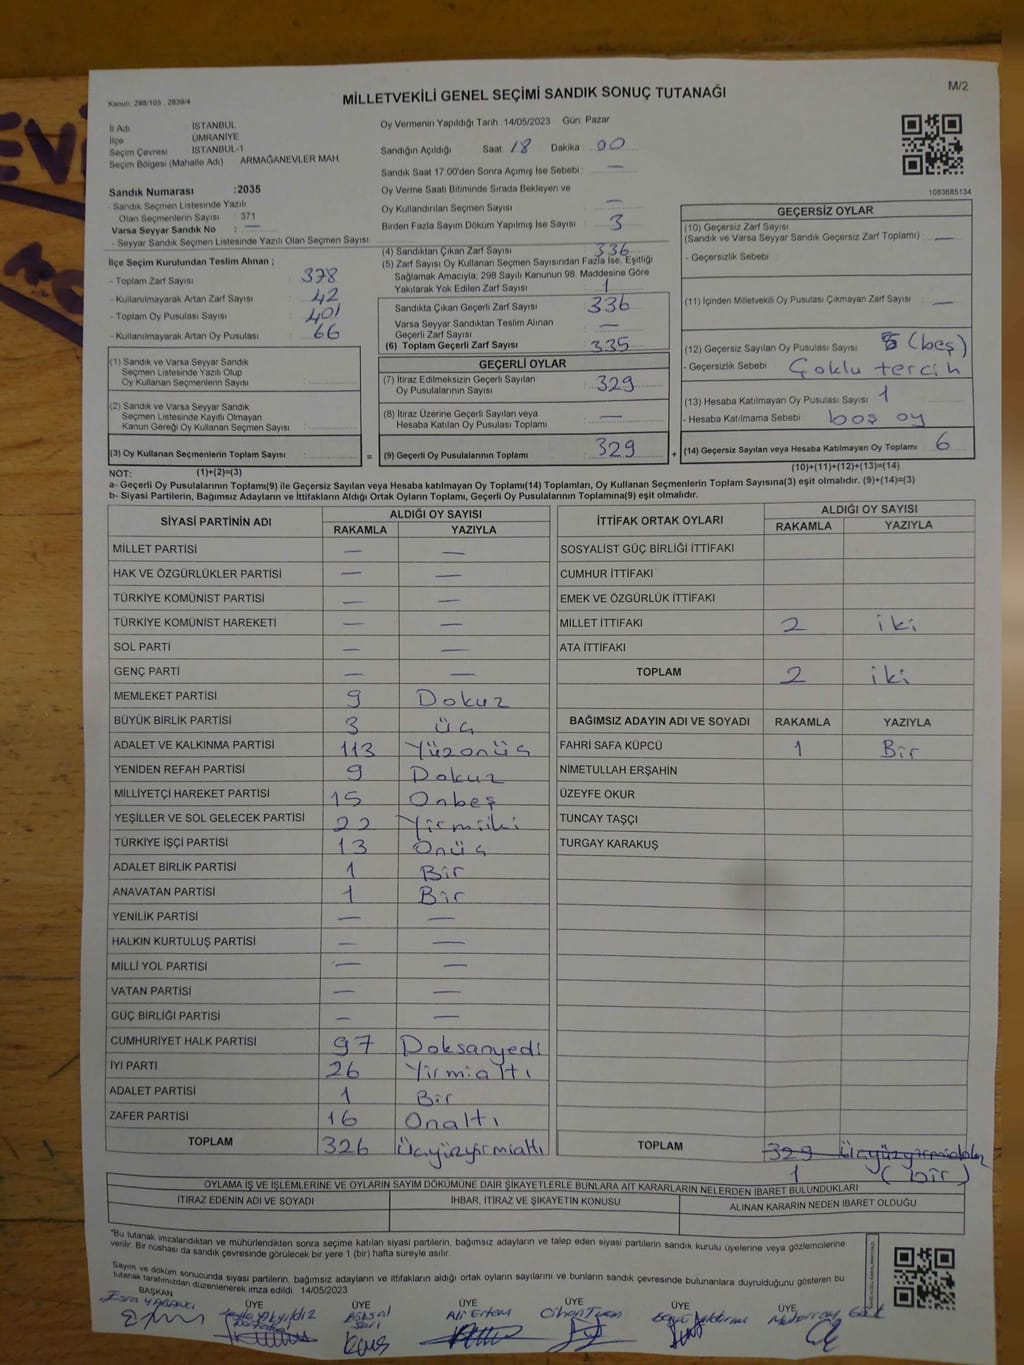 Kanun: 298/105 , 2839/4
MİLLETVEKİLİ GENEL SEÇİMİ SANDIK SONUÇ TUTANAĞI
M/2
İl Adı İSTANBUL
İlçe ÜMRANİYE
Seçim Çevresi İSTANBUL-1
Seçim Bölgesi (Mahalle Adı) : ARMAĞANEVLER MAH.
Sandık Numarası :2035
- Sandık Seçmen Listesinde Yazılı
Olan Seçmenlerin Sayısı : 371
Varsa Seyyar Sandık No : —
- Seyyar Sandık Seçmen Listesinde Yazılı Olan Seçmen Sayısı
İlçe Seçim Kurulundan Teslim Alınan ;
- Toplam Zarf Sayısı : 378
- Kullanılmayarak Artan Zarf Sayısı : 42
- Toplam Oy Pusulası Sayısı : 401
- Kullanılmayarak Artan Oy Pusulası : 66
(1) Sandık ve Varsa Seyyar Sandık
Seçmen Listesinde Yazılı Olup
Oy Kullanan Seçmenlerin Sayısı :
(2) Sandık ve Varsa Seyyar Sandık
Seçmen Listesinde Kayıtlı Olmayan
Kanun Gereği Oy Kullanan Seçmen Sayısı :
(3) Oy Kullanan Seçmenlerin Toplam Sayısı :
Oy Vermenin Yapıldığı Tarih :14/05/2023 Gün: Pazar
Sandığın Açıldığı Saat: 18 Dakika : 00
Sandık Saat 17:00'den Sonra Açılmış İse Sebebi : —
Oy Verme Saati Bitiminde Sırada Bekleyen ve
Oy Kullandırılan Seçmen Sayısı : —
Birden Fazla Sayım Döküm Yapılmış İse Sayısı : 3
(4) Sandıktan Çıkan Zarf Sayısı : 336
(5) Zarf Sayısı Oy Kullanan Seçmen Sayısından Fazla İse, Eşitliği
Sağlamak Amacıyla; 298 Sayılı Kanunun 98. Maddesine Göre
Yakılarak Yok Edilen Zarf Sayısı : 1
Sandıkta Çıkan Geçerli Zarf Sayısı : 336
Varsa Seyyar Sandıktan Teslim Alınan
Geçerli Zarf Sayısı : —
(6) Toplam Geçerli Zarf Sayısı : 335
GEÇERLİ OYLAR
(7) İtiraz Edilmeksizin Geçerli Sayılan
Oy Pusulalarının Sayısı : 329
(8) İtiraz Üzerine Geçerli Sayılan veya
Hesaba Katılan Oy Pusulası Toplamı : —
= (9) Geçerli Oy Pusulalarının Toplamı : 329 +
1083685134
GEÇERSİZ OYLAR
(10) Geçersiz Zarf Sayısı
(Sandık ve Varsa Seyyar Sandık Geçersiz Zarf Toplamı) : —
- Geçersizlik Sebebi
(11) İçinden Milletvekili Oy Pusulası Çıkmayan Zarf Sayısı : —
(12) Geçersiz Sayılan Oy Pusulası Sayısı : 5 (beş)
- Geçersizlik Sebebi : Çoklu tercih
(13) Hesaba Katılmayan Oy Pusulası Sayısı : 1
- Hesaba Katılmama Sebebi : boş oy
(14) Geçersiz Sayılan veya Hesaba Katılmayan Oy Toplamı : 6
NOT: (1)+(2)=(3)
(10)+(11)+(12)+(13)=(14)
a- Geçerli Oy Pusulalarının Toplamı(9) ile Geçersiz Sayılan veya Hesaba katılmayan Oy Toplamı(14) Toplamları, Oy Kullanan Seçmenlerin Toplam Sayısına(3) eşit olmalıdır. (9)+(14)=(3)
b- Siyasi Partilerin, Bağımsız Adayların ve İttifakların Aldığı Ortak Oyların Toplamı, Geçerli Oy Pusulalarının Toplamına(9) eşit olmalıdır.
SİYASİ PARTİNİN ADI ALDIĞI OY SAYISI
RAKAMLA YAZIYLA
MİLLET PARTİSİ — —
HAK VE ÖZGÜRLÜKLER PARTİSİ — —
TÜRKİYE KOMÜNİST PARTİSİ — —
TÜRKİYE KOMÜNİST HAREKETİ — —
SOL PARTİ — —
GENÇ PARTİ — —
MEMLEKET PARTİSİ 9 Dokuz
BÜYÜK BİRLİK PARTİSİ 3 Üç
ADALET VE KALKINMA PARTİSİ 113 Yüzonüç
YENİDEN REFAH PARTİSİ 9 Dokuz
MİLLİYETÇİ HAREKET PARTİSİ 15 Onbeş
YEŞİLLER VE SOL GELECEK PARTİSİ 22 Yirmiiki
TÜRKİYE İŞÇİ PARTİSİ 13 Onüç
ADALET BİRLİK PARTİSİ 1 Bir
ANAVATAN PARTİSİ 1 Bir
YENİLİK PARTİSİ — —
HALKIN KURTULUŞ PARTİSİ — —
MİLLİ YOL PARTİSİ — —
VATAN PARTİSİ — —
GÜÇ BİRLİĞİ PARTİSİ — —
CUMHURİYET HALK PARTİSİ 97 Doksanyedi
İYİ PARTİ 26 Yirmialtı
ADALET PARTİSİ 1 Bir
ZAFER PARTİSİ 16 Onaltı
TOPLAM 326 Üçyüzyirmialtı
İTTİFAK ORTAK OYLARI ALDIĞI OY SAYISI
RAKAMLA YAZIYLA
SOSYALİST GÜÇ BİRLİĞİ İTTİFAKI
CUMHUR İTTİFAKI
EMEK VE ÖZGÜRLÜK İTTİFAKI
MİLLET İTTİFAKI 2 iki
ATA İTTİFAKI
TOPLAM 2 iki
BAĞIMSIZ ADAYIN ADI VE SOYADI RAKAMLA YAZIYLA
FAHRİ SAFA KÜPCÜ 1 Bir
NİMETULLAH ERŞAHİN
ÜZEYFE OKUR
TUNCAY TAŞÇI
TURGAY KARAKUŞ
TOPLAM 329
1 (bir)
OYLAMA İŞ VE İŞLEMLERİNE VE OYLARIN SAYIM DÖKÜMÜNE DAİR ŞİKAYETLERLE BUNLARA AİT KARARLARIN NELERDEN İBARET BULUNDUKLARI
İTİRAZ EDENİN ADI VE SOYADI İHBAR, İTİRAZ VE ŞİKAYETİN KONUSU ALINAN KARARIN NEDEN İBARET OLDUĞU
"Bu tutanak imzalandıktan ve mühürlendikten sonra seçime katılan siyasi partilerin, bağımsız adayların ve talep eden siyasi partilerin sandık kurulu üyelerine veya gözlemcilerine
verilir. Bir nüshası da sandık çevresinde görülecek bir yere 1 (bir) hafta süreyle asılır.
Sayım ve döküm sonucunda siyasi partilerin, bağımsız adayların ve ittifakların aldığı ortak oyların sayılarını ve bunların sandık çevresinde bulunanlara duyrulduğunu gösteren bu
tutanak tarafımızdan düzenlenerek imza edildi. 14/05/2023
BAŞKAN ÜYE ÜYE ÜYE ÜYE ÜYE ÜYE
Esra